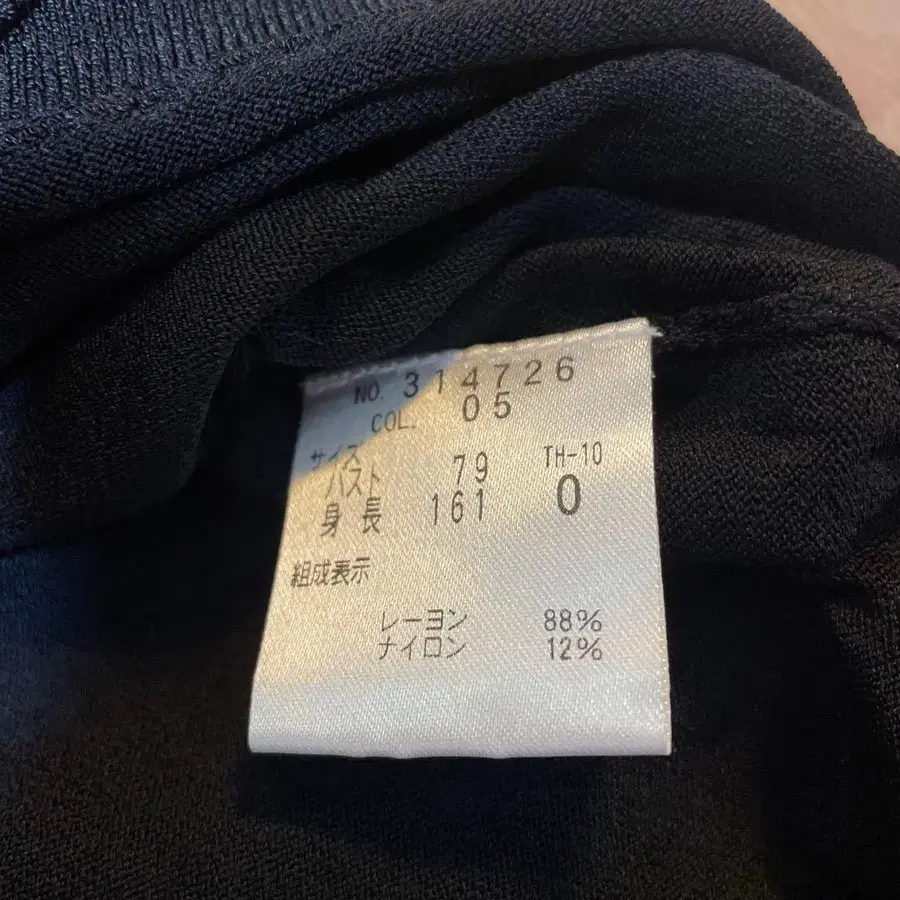 NO. 314726
COL. 05
サイズ TH-10
バスト 79
身長 161 0
組成表示
レーヨン 88%
ナイロン 12%